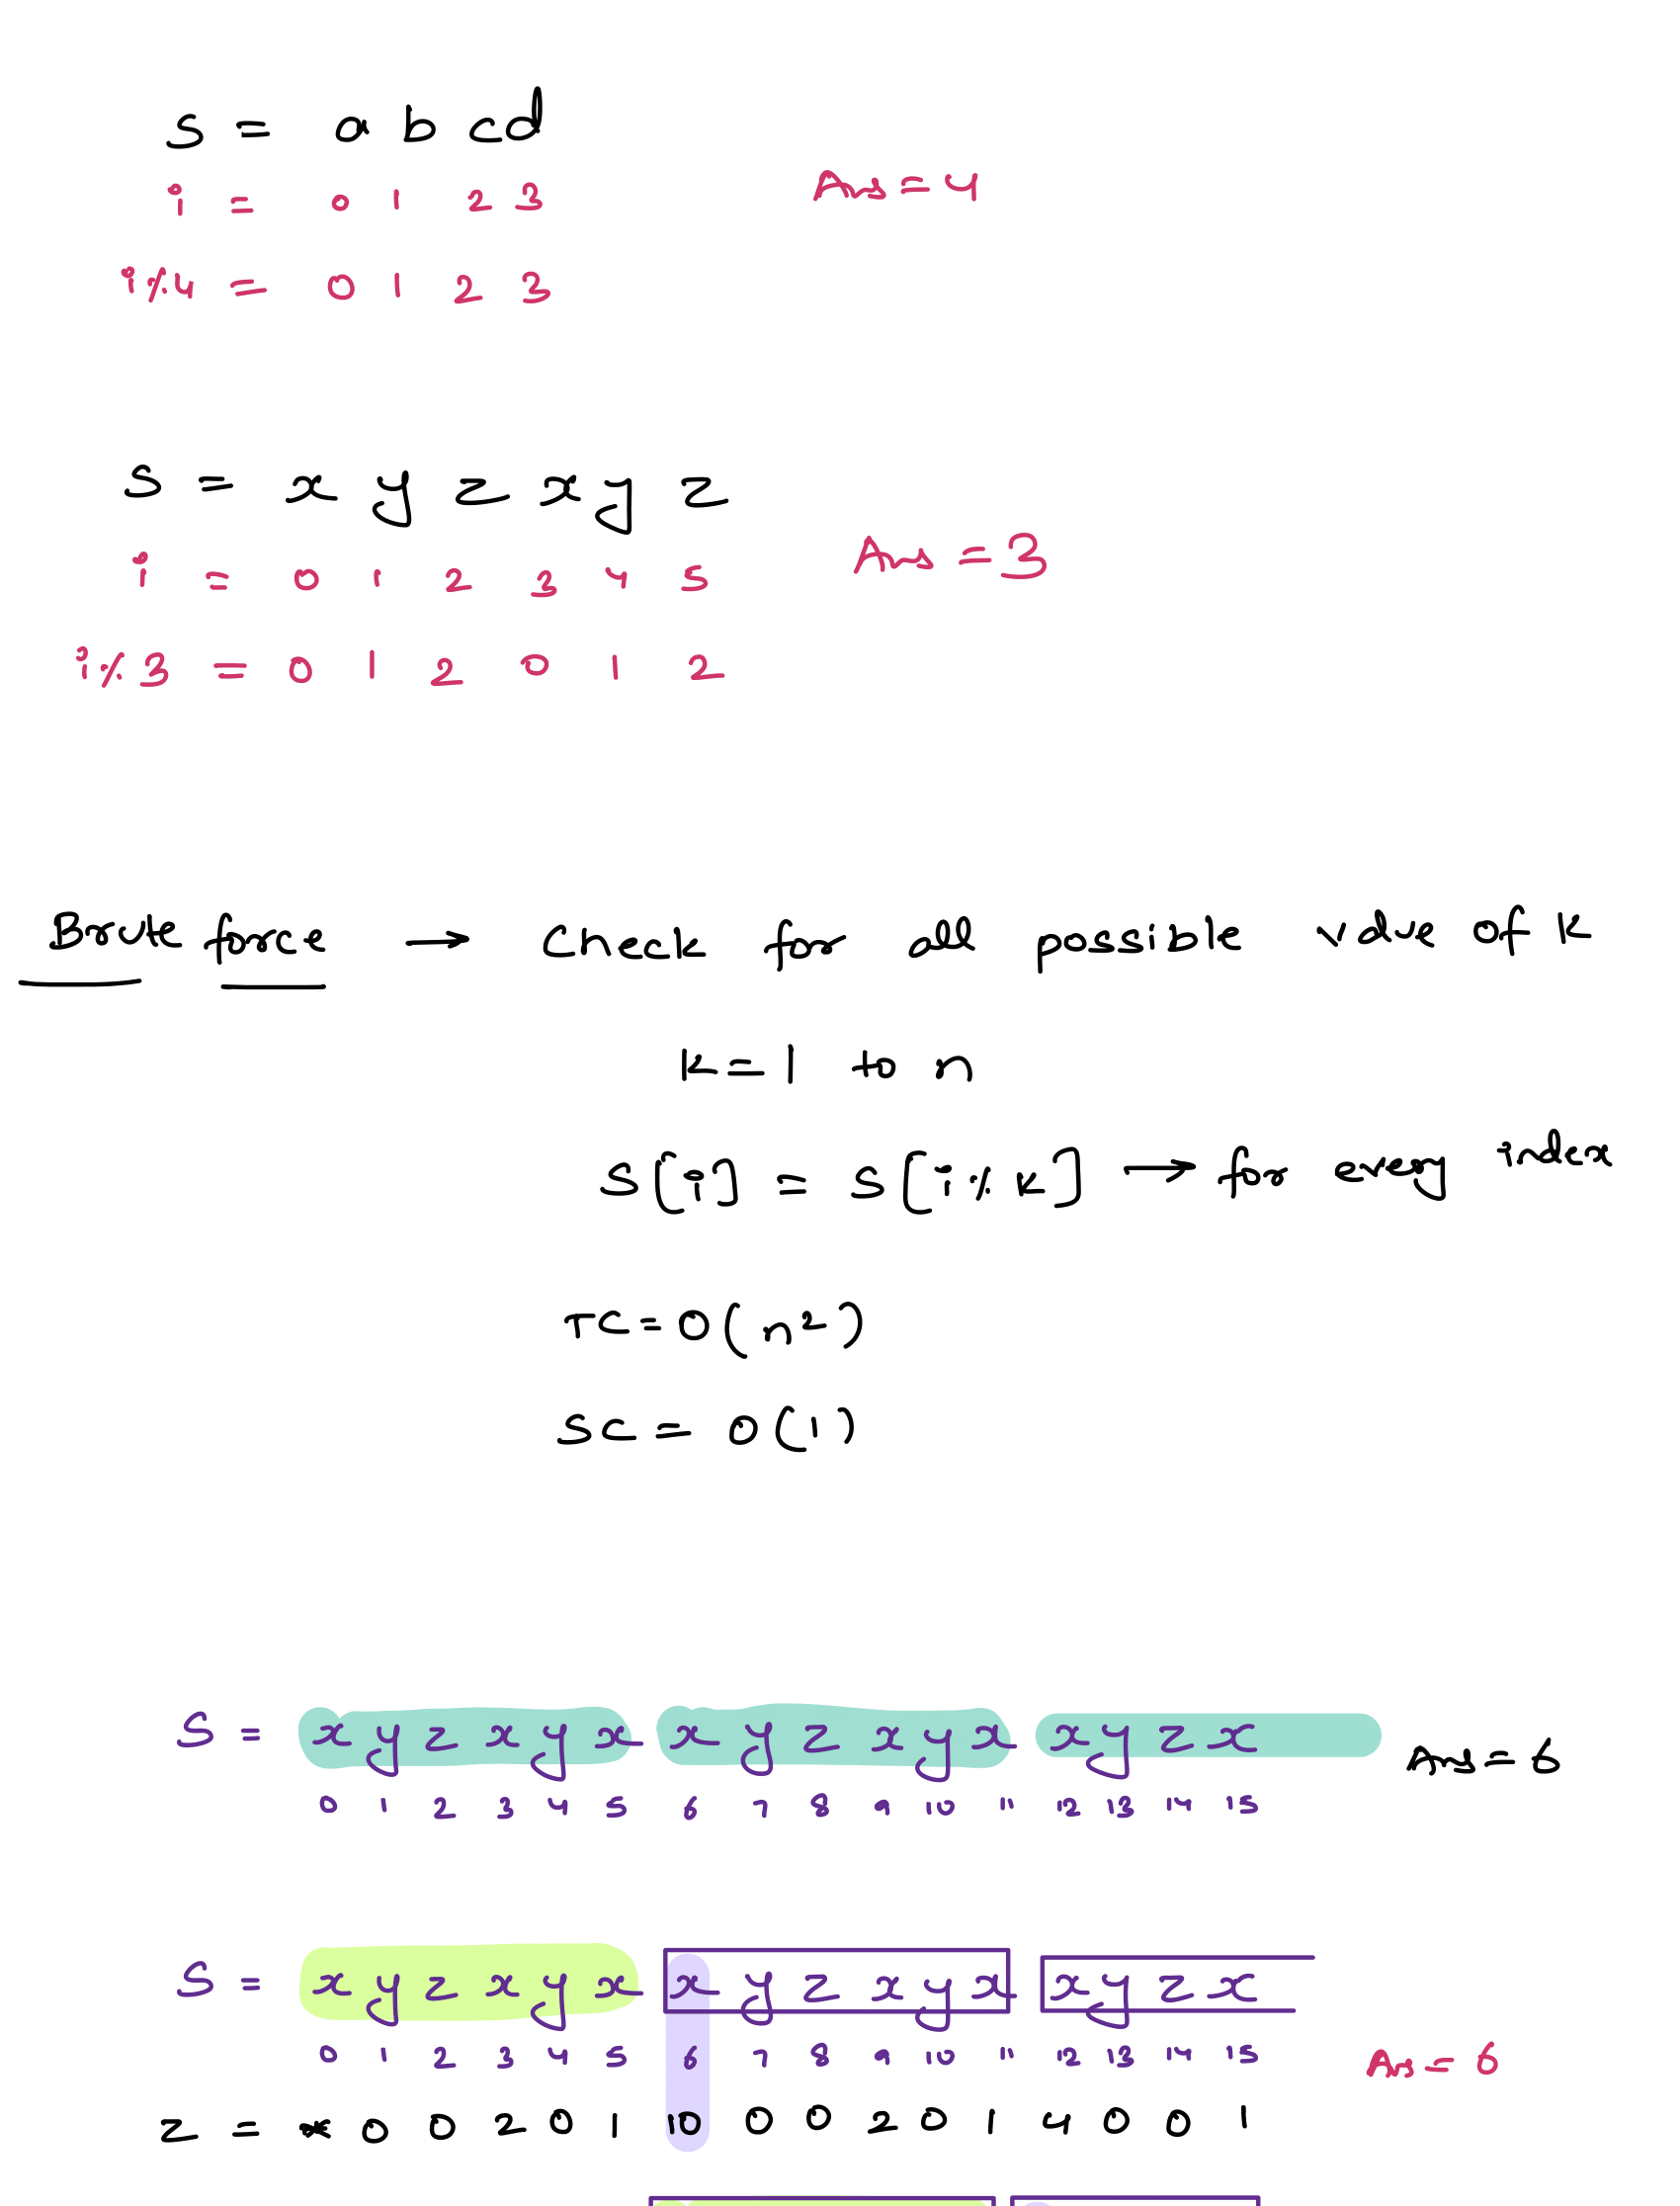 S = a b c d
i = 0 1 2 3
Ans = 4
i%4 = 0 1 2 3
S = x y z x y z
i = 0 1 2 3 4 5
Ans = 3
i%3 = 0 1 2 0 1 2
Brute force → Check for all possible value of k
k = 1 to n
S[i] = S[i%k] → for every index
TC = O(n²)
SC = O(1)
S = x y z x y x x y z x y x x y z x
Ans = 6
0 1 2 3 4 5 6 7 8 9 10 11 12 13 14 15
S = x y z x y x x y z x y x x y z x
0 1 2 3 4 5 6 7 8 9 10 11 12 13 14 15
Ans = 6
Z = * 0 0 2 0 1 10 0 0 2 0 1 4 0 0 1